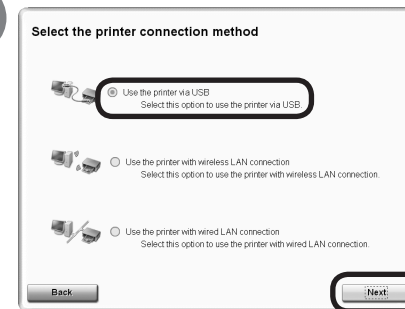 Select the printer connection method
Use the printer via USB
Select this option to use the printer via USB.
Use the printer with wireless LAN connection
Select this option to use the printer with wireless LAN connection.
Use the printer with wired LAN connection
Select this option to use the printer with wired LAN connection.
Back
Next